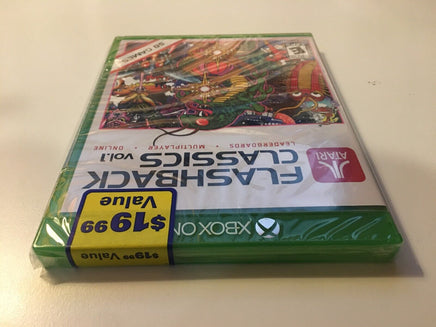 XBOX ON
$19.99
Value
$19.99 Value
ATARI
FLASHBACK
CLASSICS vol.1
LEADERBOARDS • MULTIPLAYER • ONLINE
50 GAMES
E